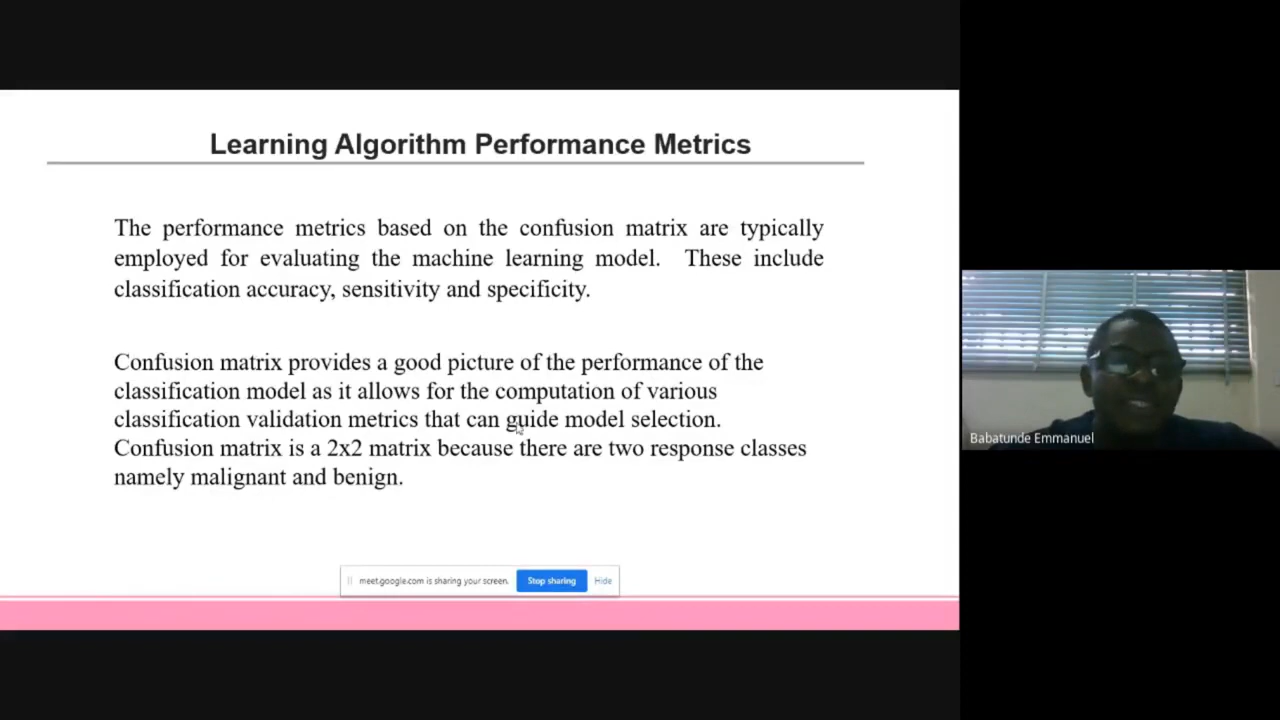 Learning Algorithm Performance Metrics
The performance metrics based on the confusion matrix are typically
employed for evaluating the machine learning model. These include
classification accuracy, sensitivity and specificity.
Confusion matrix provides a good picture of the performance of the
classification model as it allows for the computation of various
classification validation metrics that can guide model selection.
Confusion matrix is a 2x2 matrix because there are two response classes
namely malignant and benign.
meet.google.com is sharing your screen.
Stop sharing
Hide
Babatunde Emmanuel